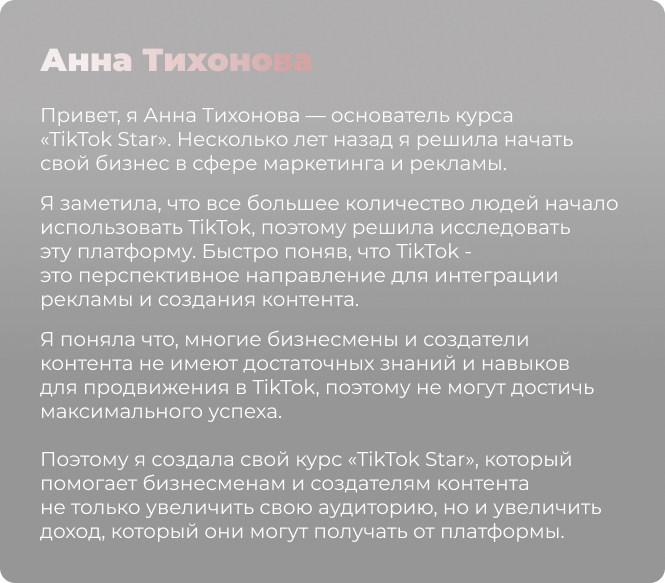 Анна Тихонова
Привет, я Анна Тихонова — основатель курса
«TikTok Star». Несколько лет назад я решила начать
свой бизнес в сфере маркетинга и рекламы.
Я заметила, что все большее количество людей начало
использовать TikTok, поэтому решила исследовать
эту платформу. Быстро поняв, что TikTok -
это перспективное направление для интеграции
рекламы и создания контента.
Я поняла что, многие бизнесмены и создатели
контента не имеют достаточных знаний и навыков
для продвижения в TikTok, поэтому не могут достичь
максимального успеха.
Поэтому я создала свой курс «TikTok Star», который
помогает бизнесменам и создателям контента
не только увеличить свою аудиторию, но и увеличить
доход, который они могут получать от платформы.